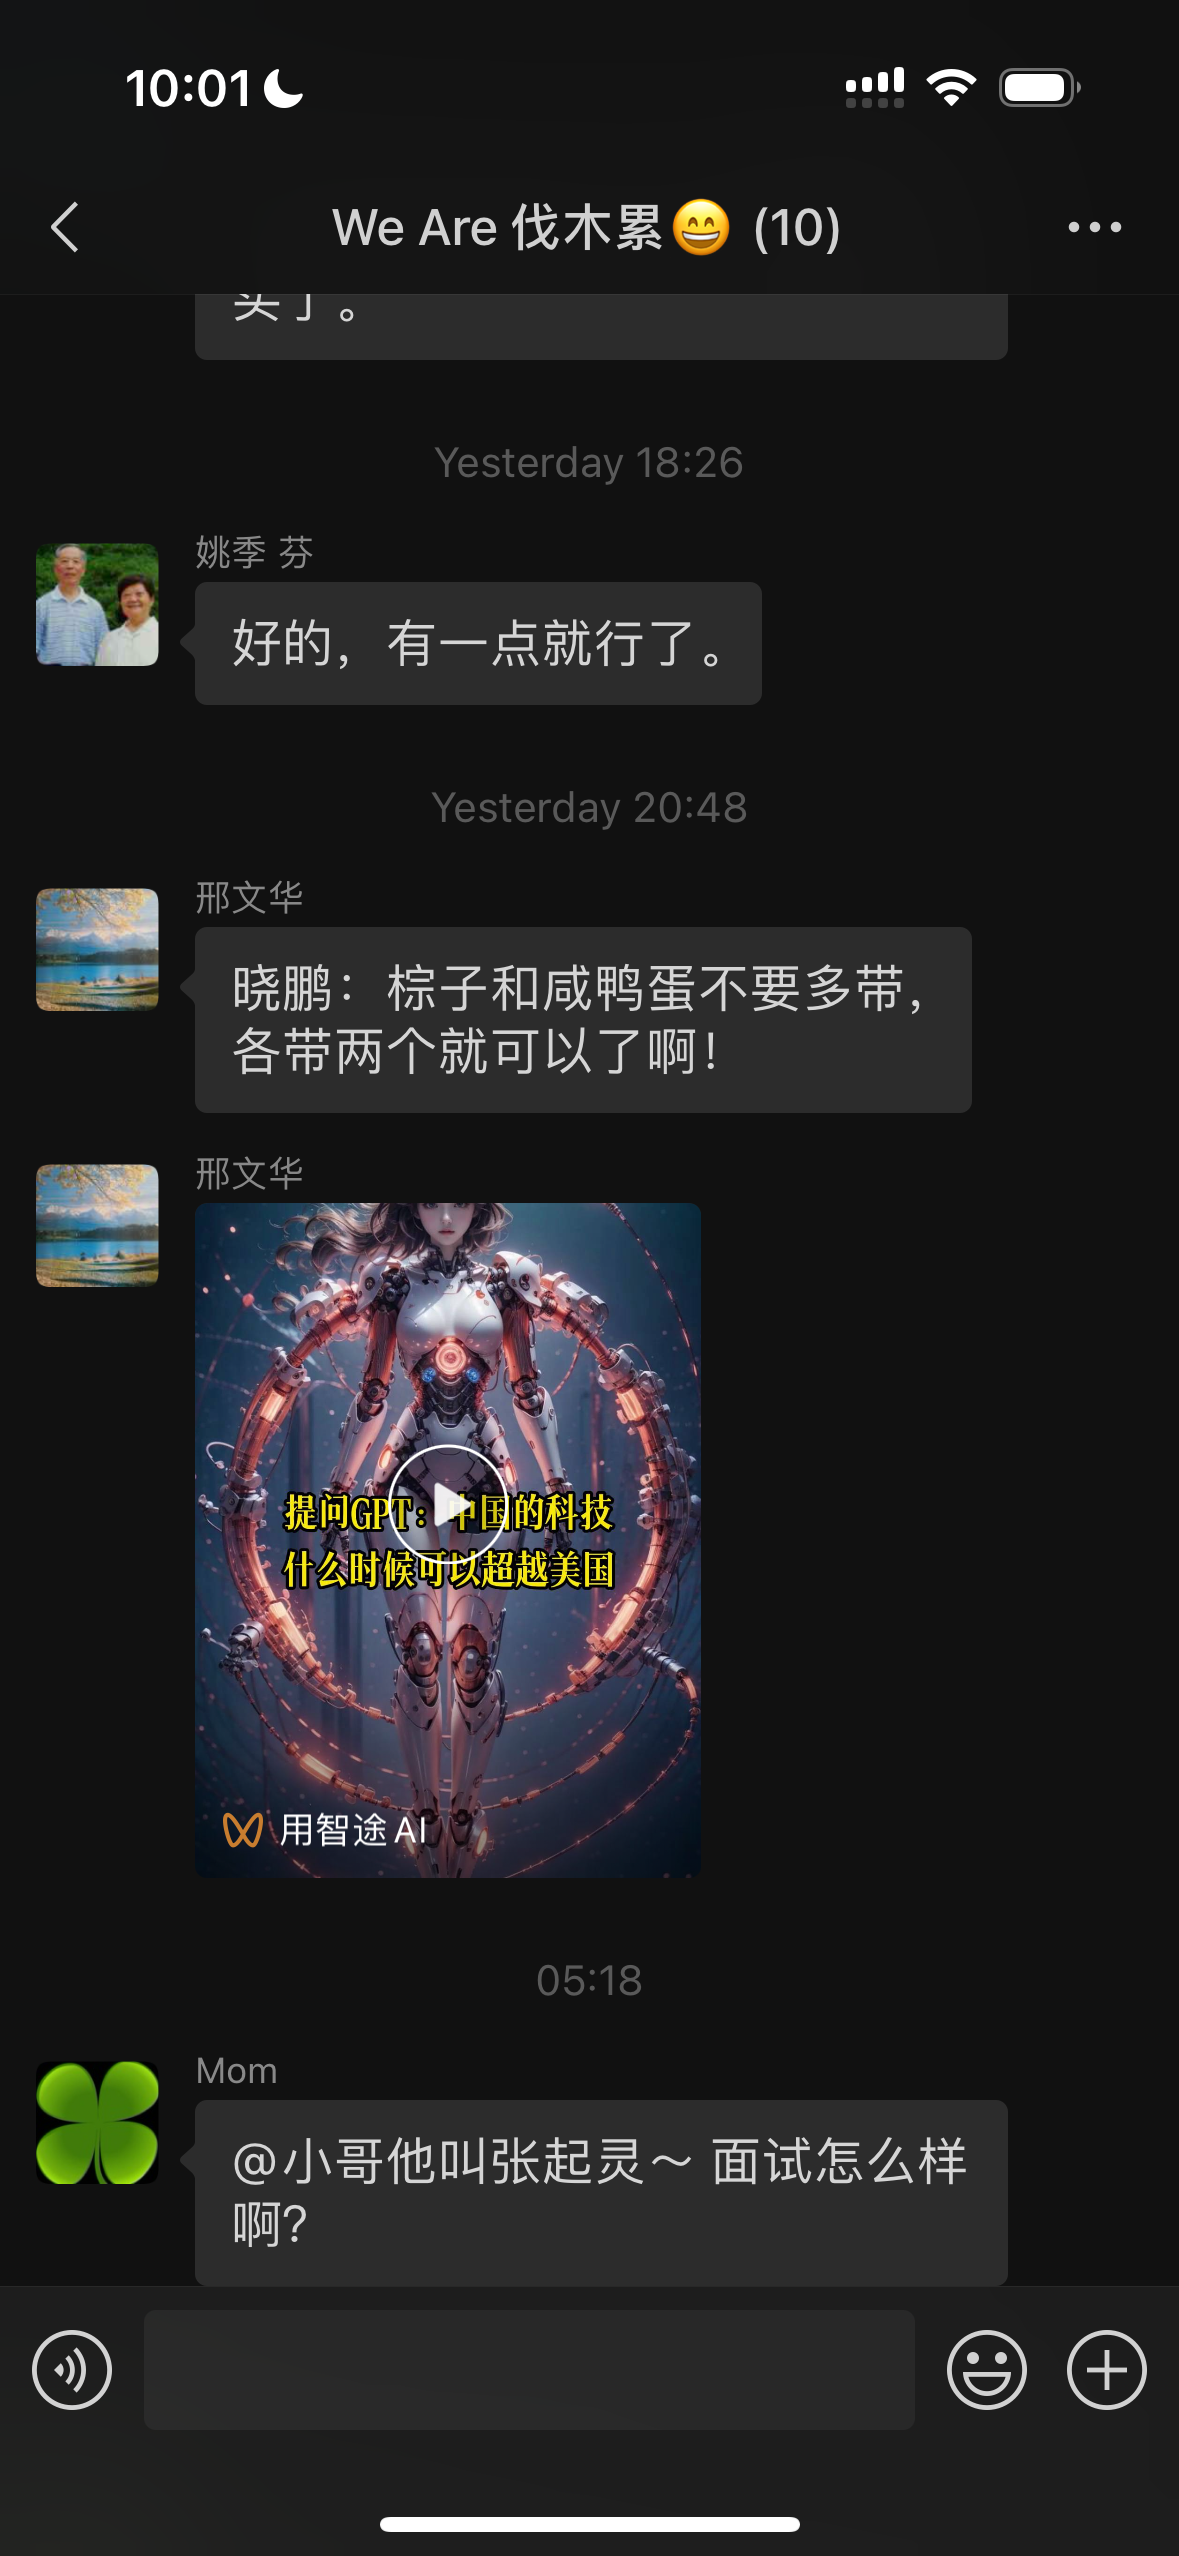 10:01
We Are 伐木累😄 (10)
买了。
Yesterday 18:26
姚季 芬
好的，有一点就行了。
Yesterday 20:48
邢文华
晓鹏：粽子和咸鸭蛋不要多带，
各带两个就可以了啊！
邢文华
提问GPT：中国的科技
什么时候可以超越美国
用智途AI
05:18
Mom
@小哥他叫张起灵～ 面试怎么样
啊?